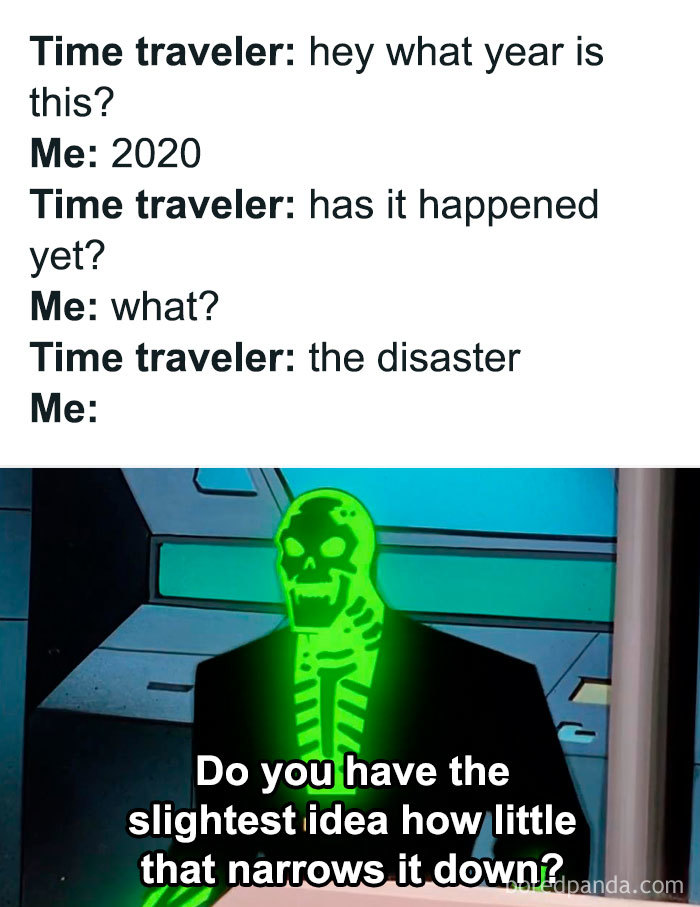 Time traveler: hey what year is
this?
Me: 2020
Time traveler: has it happened
yet?
Me: what?
Time traveler: the disaster
Me:
Do you have the
slightest idea how little
that narrows it down?
boredpanda.com